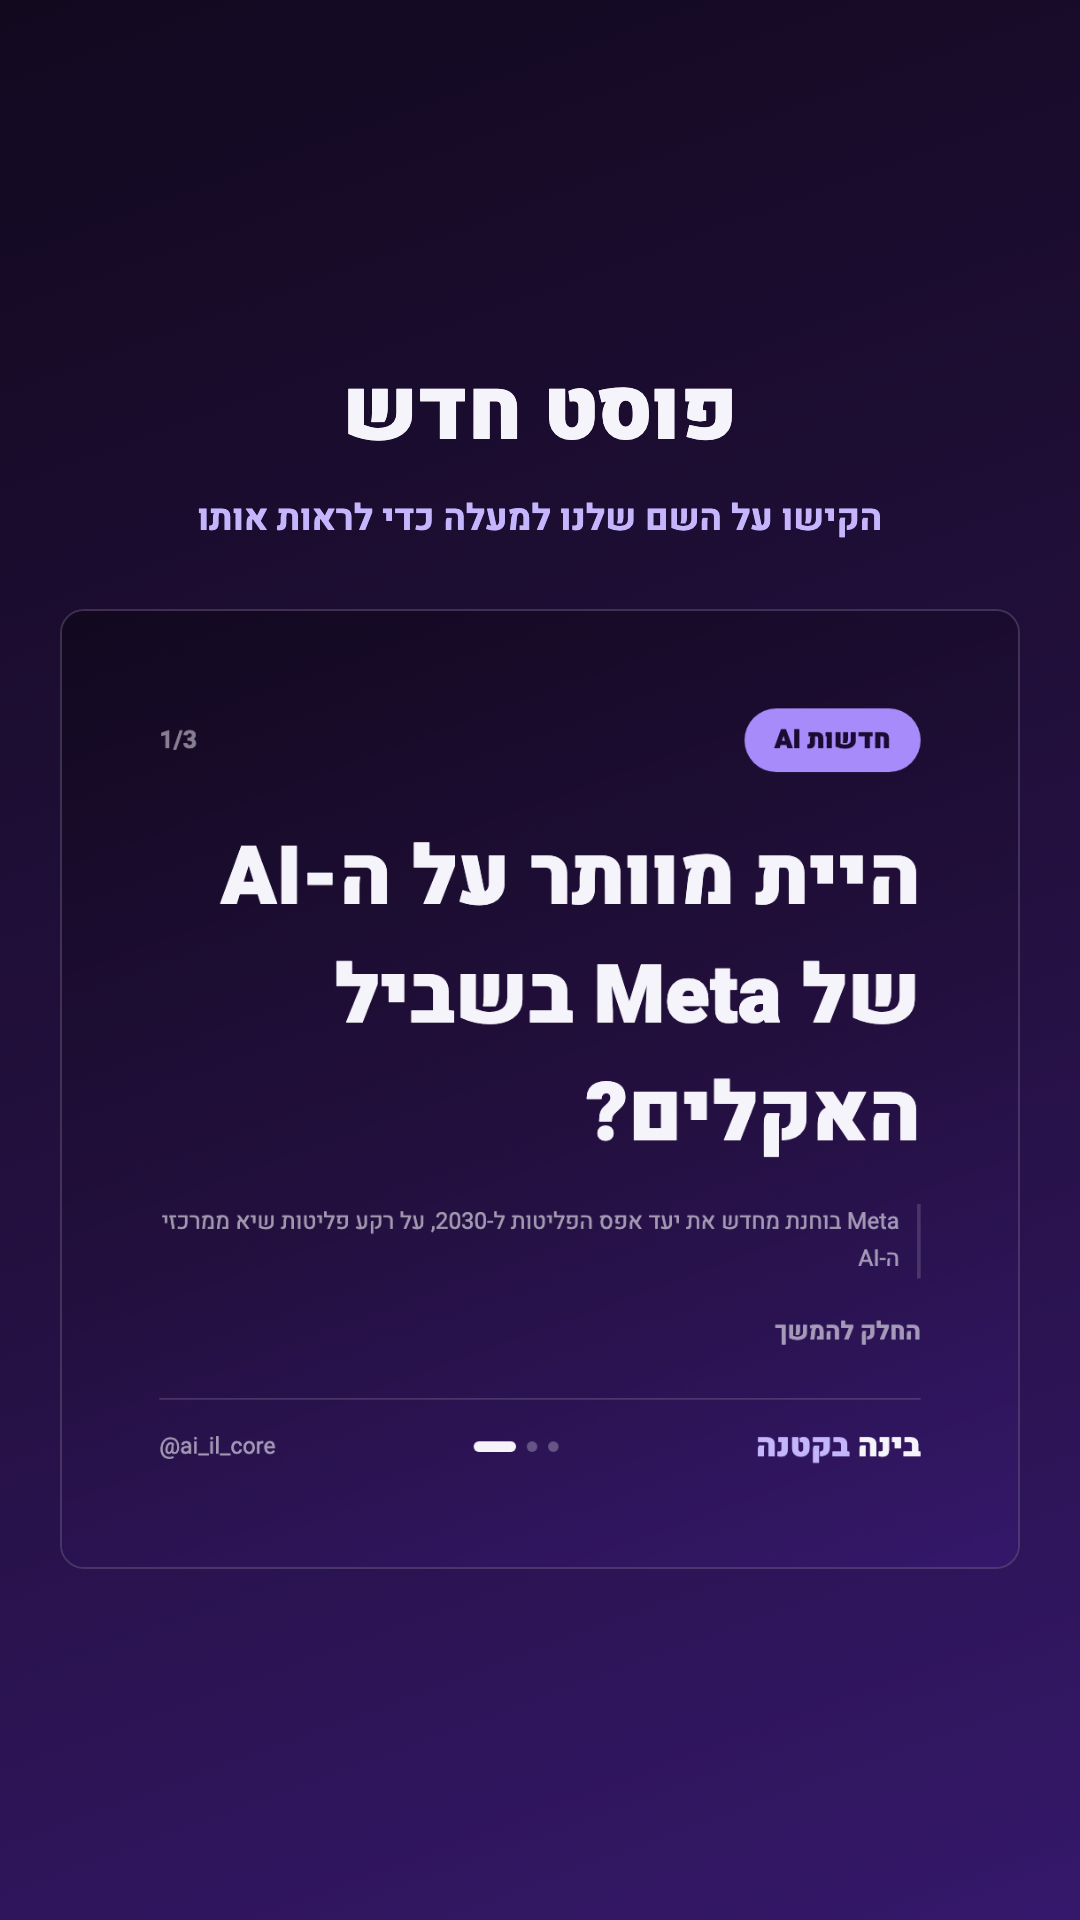 פוסט חדש
הקישו על השם שלנו למעלה כדי לראות אותו
חדשות AI
1/3
היית מוותר על ה-AI
של Meta בשביל
האקלים?
Meta בוחנת מחדש את יעד אפס הפליטות ל-2030, על רקע פליטות שיא ממרכזי
ה-AI
החלק להמשך
בינה בקטנה
@ai_il_core